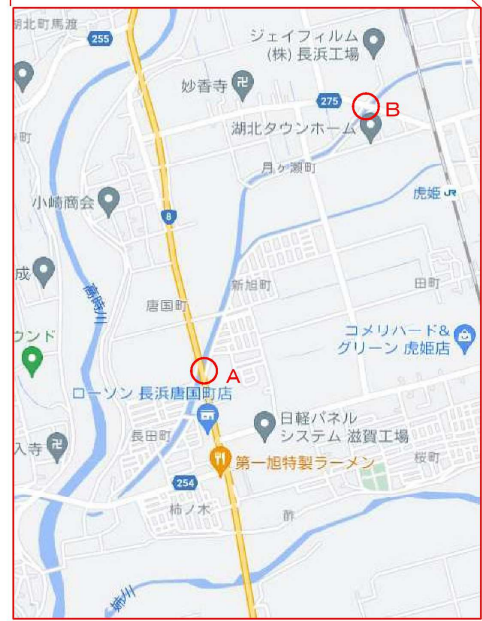 湖北町馬渡
255
ジェイフィルム
(株) 長浜工場
妙香寺
275
B
湖北タウンホーム
月ヶ瀬町
虎姫 JR
小崎商会
8
成
高時川
新旭町
田町
唐国町
ウンド
コメリハード&
グリーン 虎姫店
A
ローソン 長浜唐国町店
長田町
日軽パネル
システム 滋賀工場
入寺
第一旭特製ラーメン
桜町
254
柿ノ木
酢
姉川